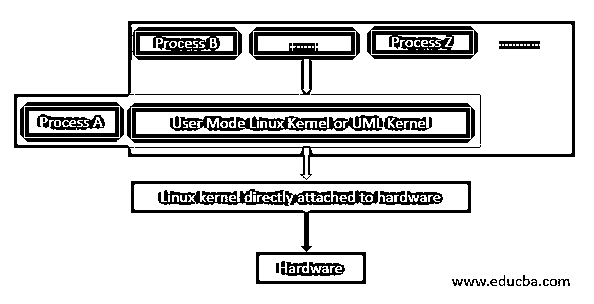 Process B ........ Process Z ............
Process A User Mode Linux Kernel or UML Kernel
Linux kernel directly attached to hardware
Hardware
www.educba.com